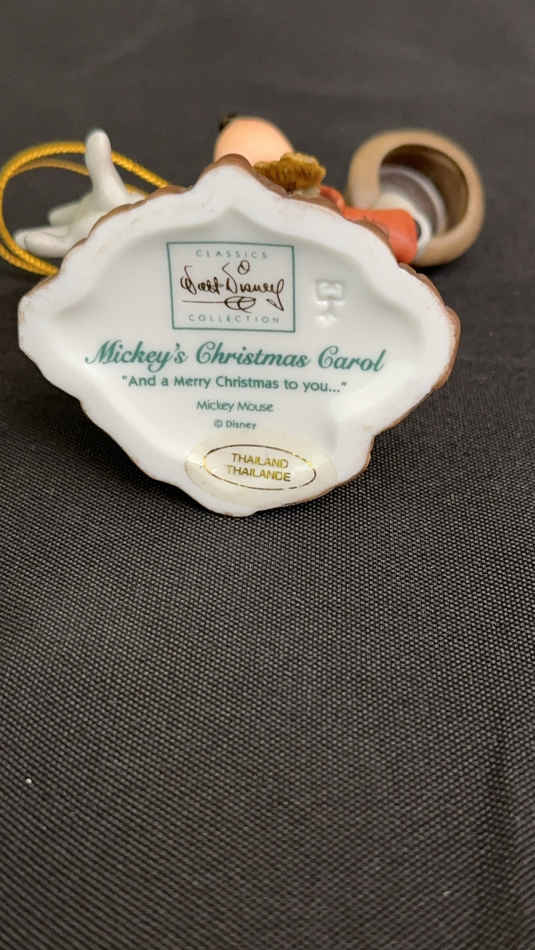 CLASSICS
Walt Disney
COLLECTION
Mickey's Christmas Carol
"And a Merry Christmas to you..."
Mickey Mouse
© Disney
THAILAND
THAILANDE